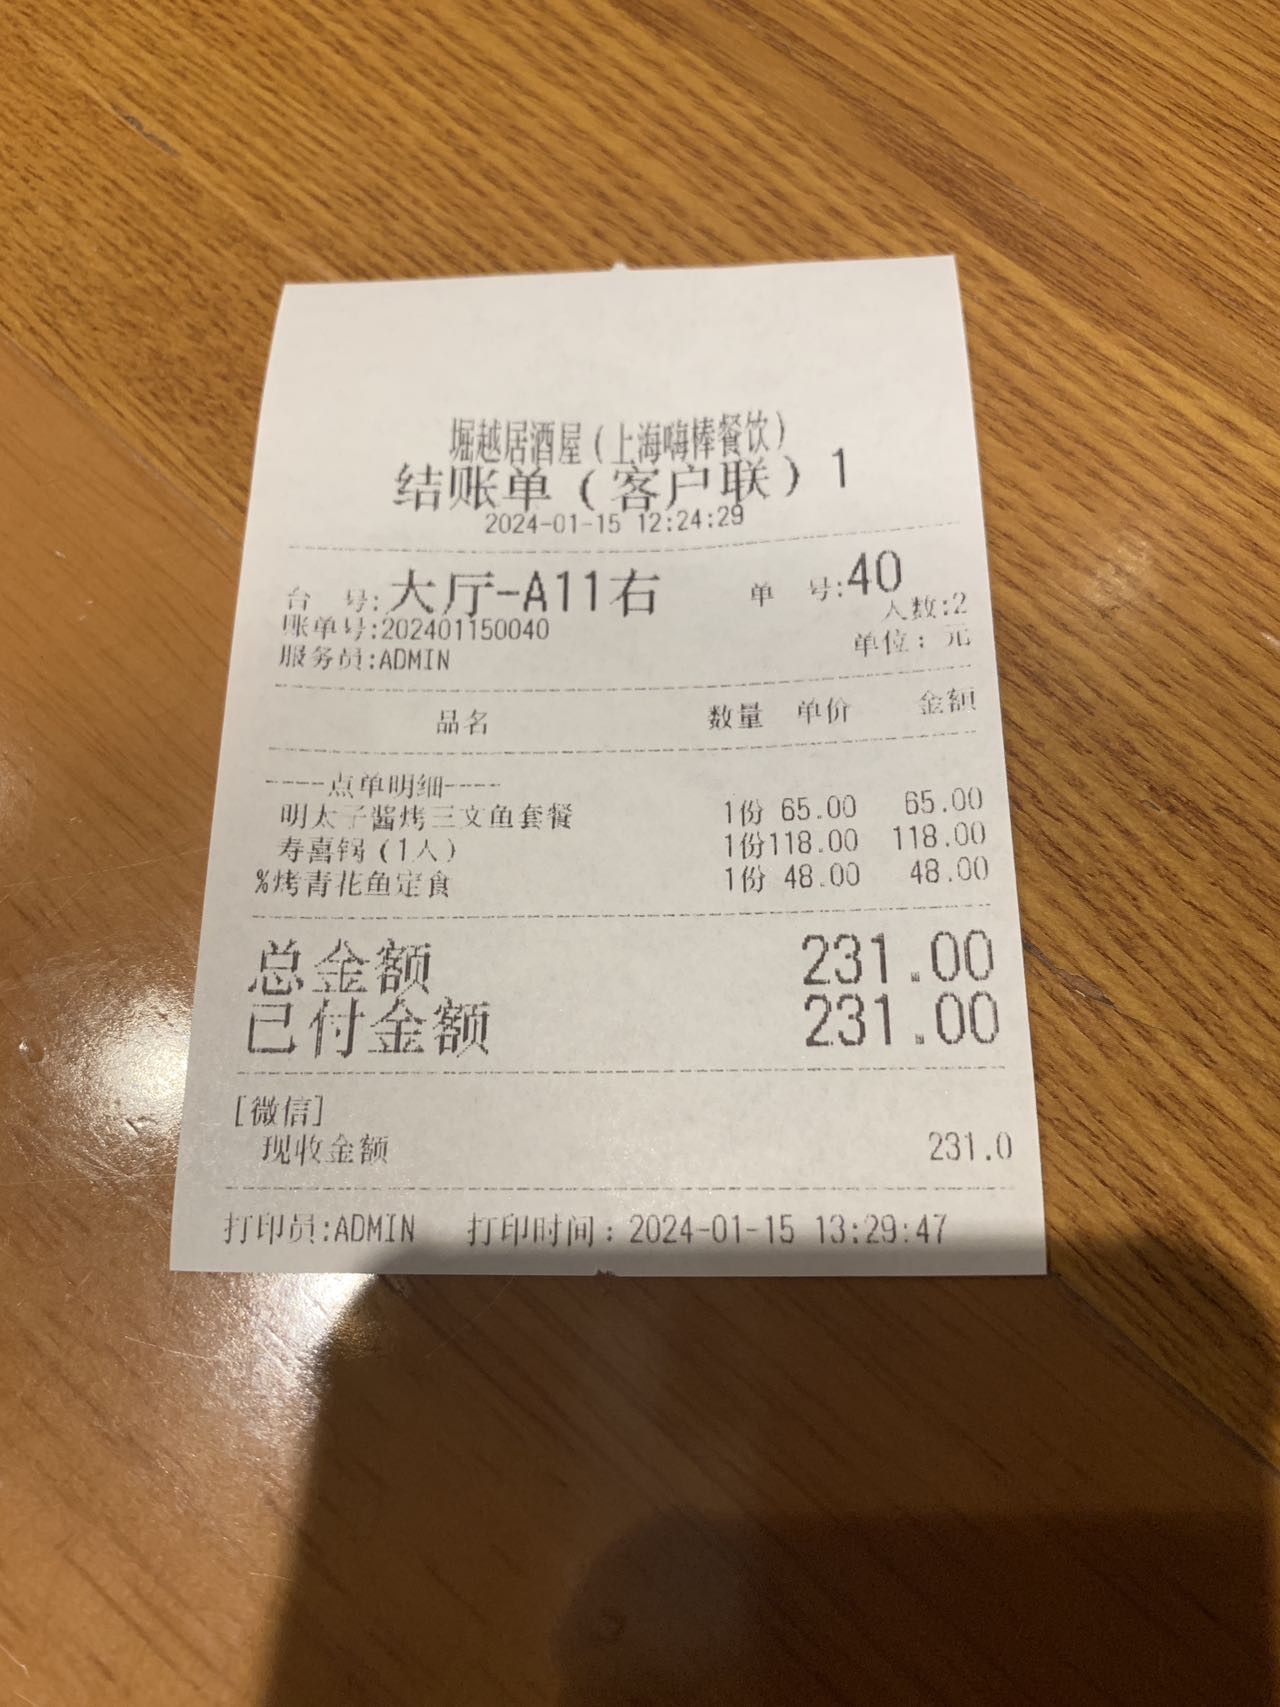 堀越居酒屋（上海嗨棒餐饮）
结账单（客户联）1
2024-01-15 12:24:29
台 号:大厅-A11右 单 号:40
人数:2
账单号:202401150040
单位：元
服务员:ADMIN
品名 数量 单价 金额
----点单明细----
明太子酱烤三文鱼套餐 1份 65.00 65.00
寿喜锅（1人） 1份118.00 118.00
%烤青花鱼定食 1份 48.00 48.00
总金额 231.00
已付金额 231.00
[微信]
现收金额 231.0
打印员:ADMIN 打印时间：2024-01-15 13:29:47